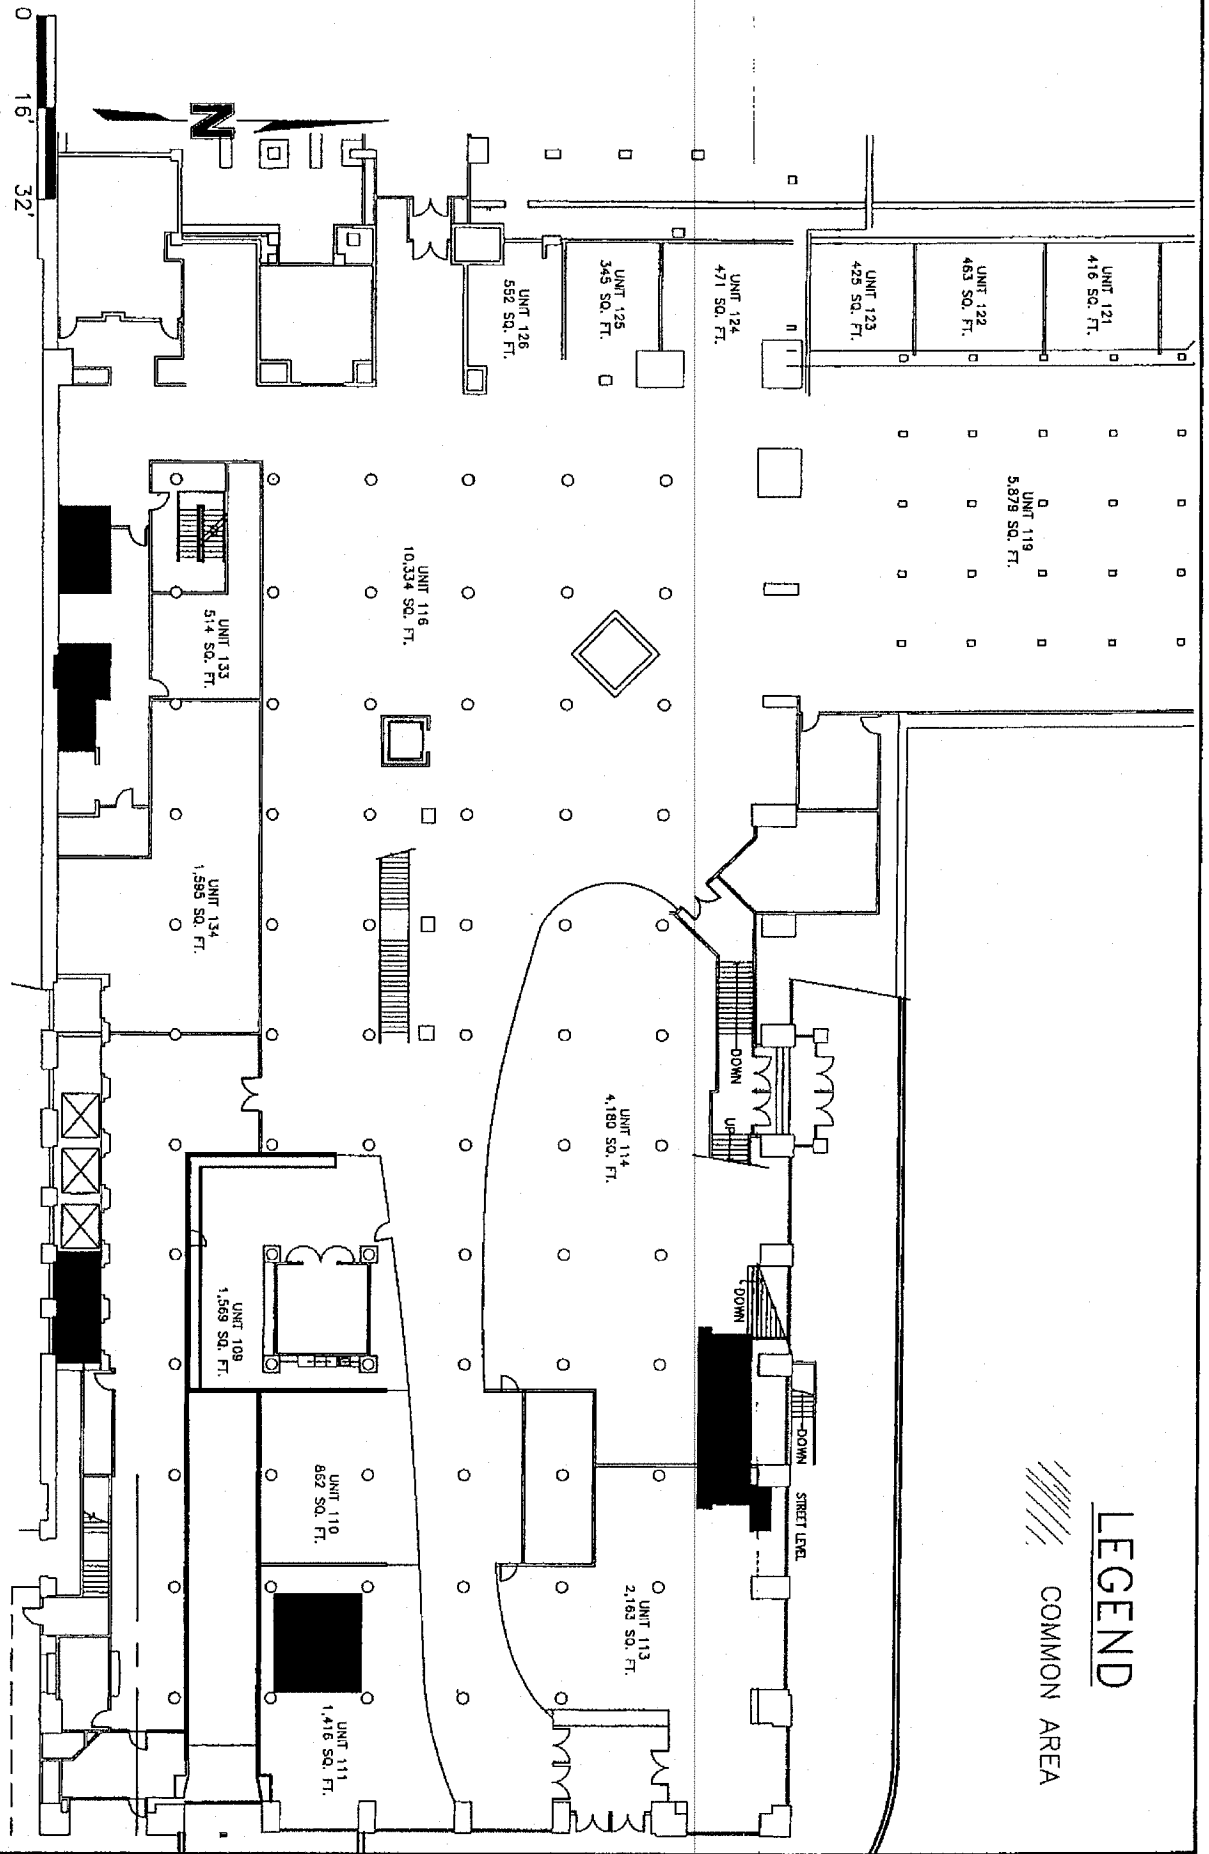 LEGEND
COMMON AREA
UNIT 121
416 SQ. FT.
UNIT 122
463 SQ. FT.
UNIT 123
425 SQ. FT.
UNIT 124
471 SQ. FT.
UNIT 125
345 SQ. FT.
UNIT 126
552 SQ. FT.
UNIT 119
5,879 SQ. FT.
UNIT 116
10,334 SQ. FT.
UNIT 133
514 SQ. FT.
UNIT 134
1,595 SQ. FT.
UNIT 114
4,180 SQ. FT.
DOWN
UP
DOWN
DOWN
STREET LEVEL
UNIT 109
1,569 SQ. FT.
UNIT 110
862 SQ. FT.
UNIT 113
2,163 SQ. FT.
UNIT 111
1,416 SQ. FT.
N
0 16' 32'